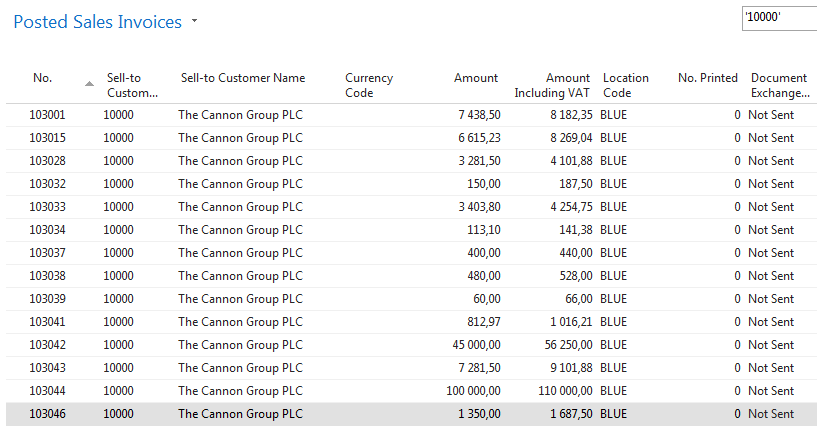 Posted Sales Invoices
'10000'
No. Sell-to Custom... Sell-to Customer Name Currency Code Amount Amount Including VAT Location Code No. Printed Document Exchange...
103001 10000 The Cannon Group PLC 7 438,50 8 182,35 BLUE 0 Not Sent
103015 10000 The Cannon Group PLC 6 615,23 8 269,04 BLUE 0 Not Sent
103028 10000 The Cannon Group PLC 3 281,50 4 101,88 BLUE 0 Not Sent
103032 10000 The Cannon Group PLC 150,00 187,50 BLUE 0 Not Sent
103033 10000 The Cannon Group PLC 3 403,80 4 254,75 BLUE 0 Not Sent
103034 10000 The Cannon Group PLC 113,10 141,38 BLUE 0 Not Sent
103037 10000 The Cannon Group PLC 400,00 440,00 BLUE 0 Not Sent
103038 10000 The Cannon Group PLC 480,00 528,00 BLUE 0 Not Sent
103039 10000 The Cannon Group PLC 60,00 66,00 BLUE 0 Not Sent
103041 10000 The Cannon Group PLC 812,97 1 016,21 BLUE 0 Not Sent
103042 10000 The Cannon Group PLC 45 000,00 56 250,00 BLUE 0 Not Sent
103043 10000 The Cannon Group PLC 7 281,50 9 101,88 BLUE 0 Not Sent
103044 10000 The Cannon Group PLC 100 000,00 110 000,00 BLUE 0 Not Sent
103046 10000 The Cannon Group PLC 1 350,00 1 687,50 BLUE 0 Not Sent